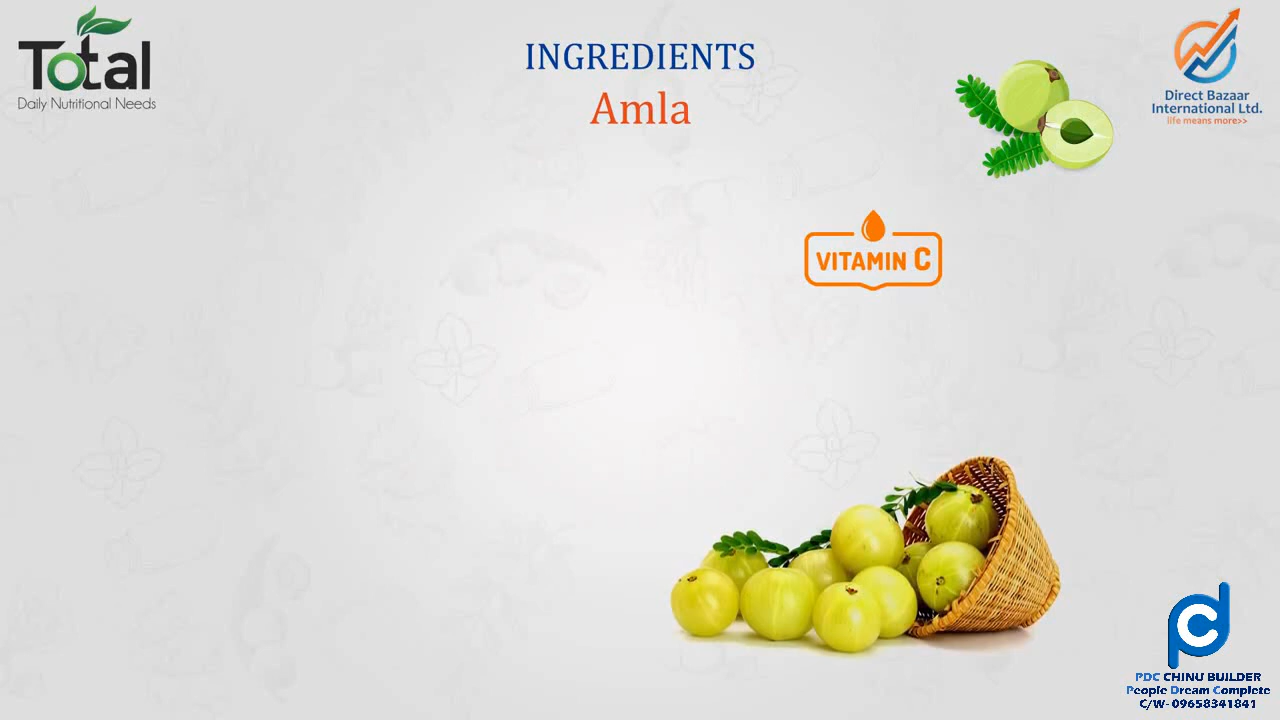 Total
Daily Nutritional Needs
INGREDIENTS
Amla
Direct Bazaar
International Ltd.
life means more>>
VITAMIN C
PDC CHINU BUILDER
People Dream Complete
C/W- 09658341841